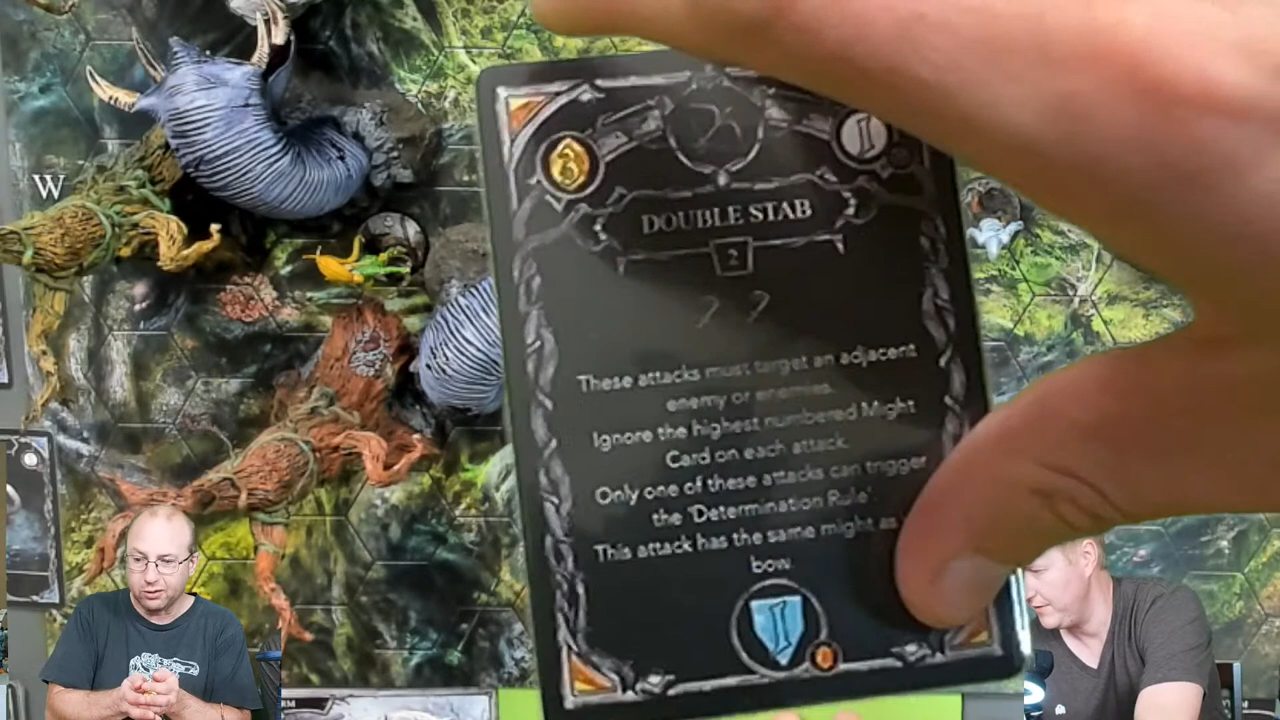 W
I
DOUBLE STAB
2
These attacks must target an adjacent
enemy or enemies.
Ignore the highest numbered Might
Card on each attack.
Only one of these attacks can trigger
the 'Determination Rule'.
This attack has the same might as
bow.
I
RM